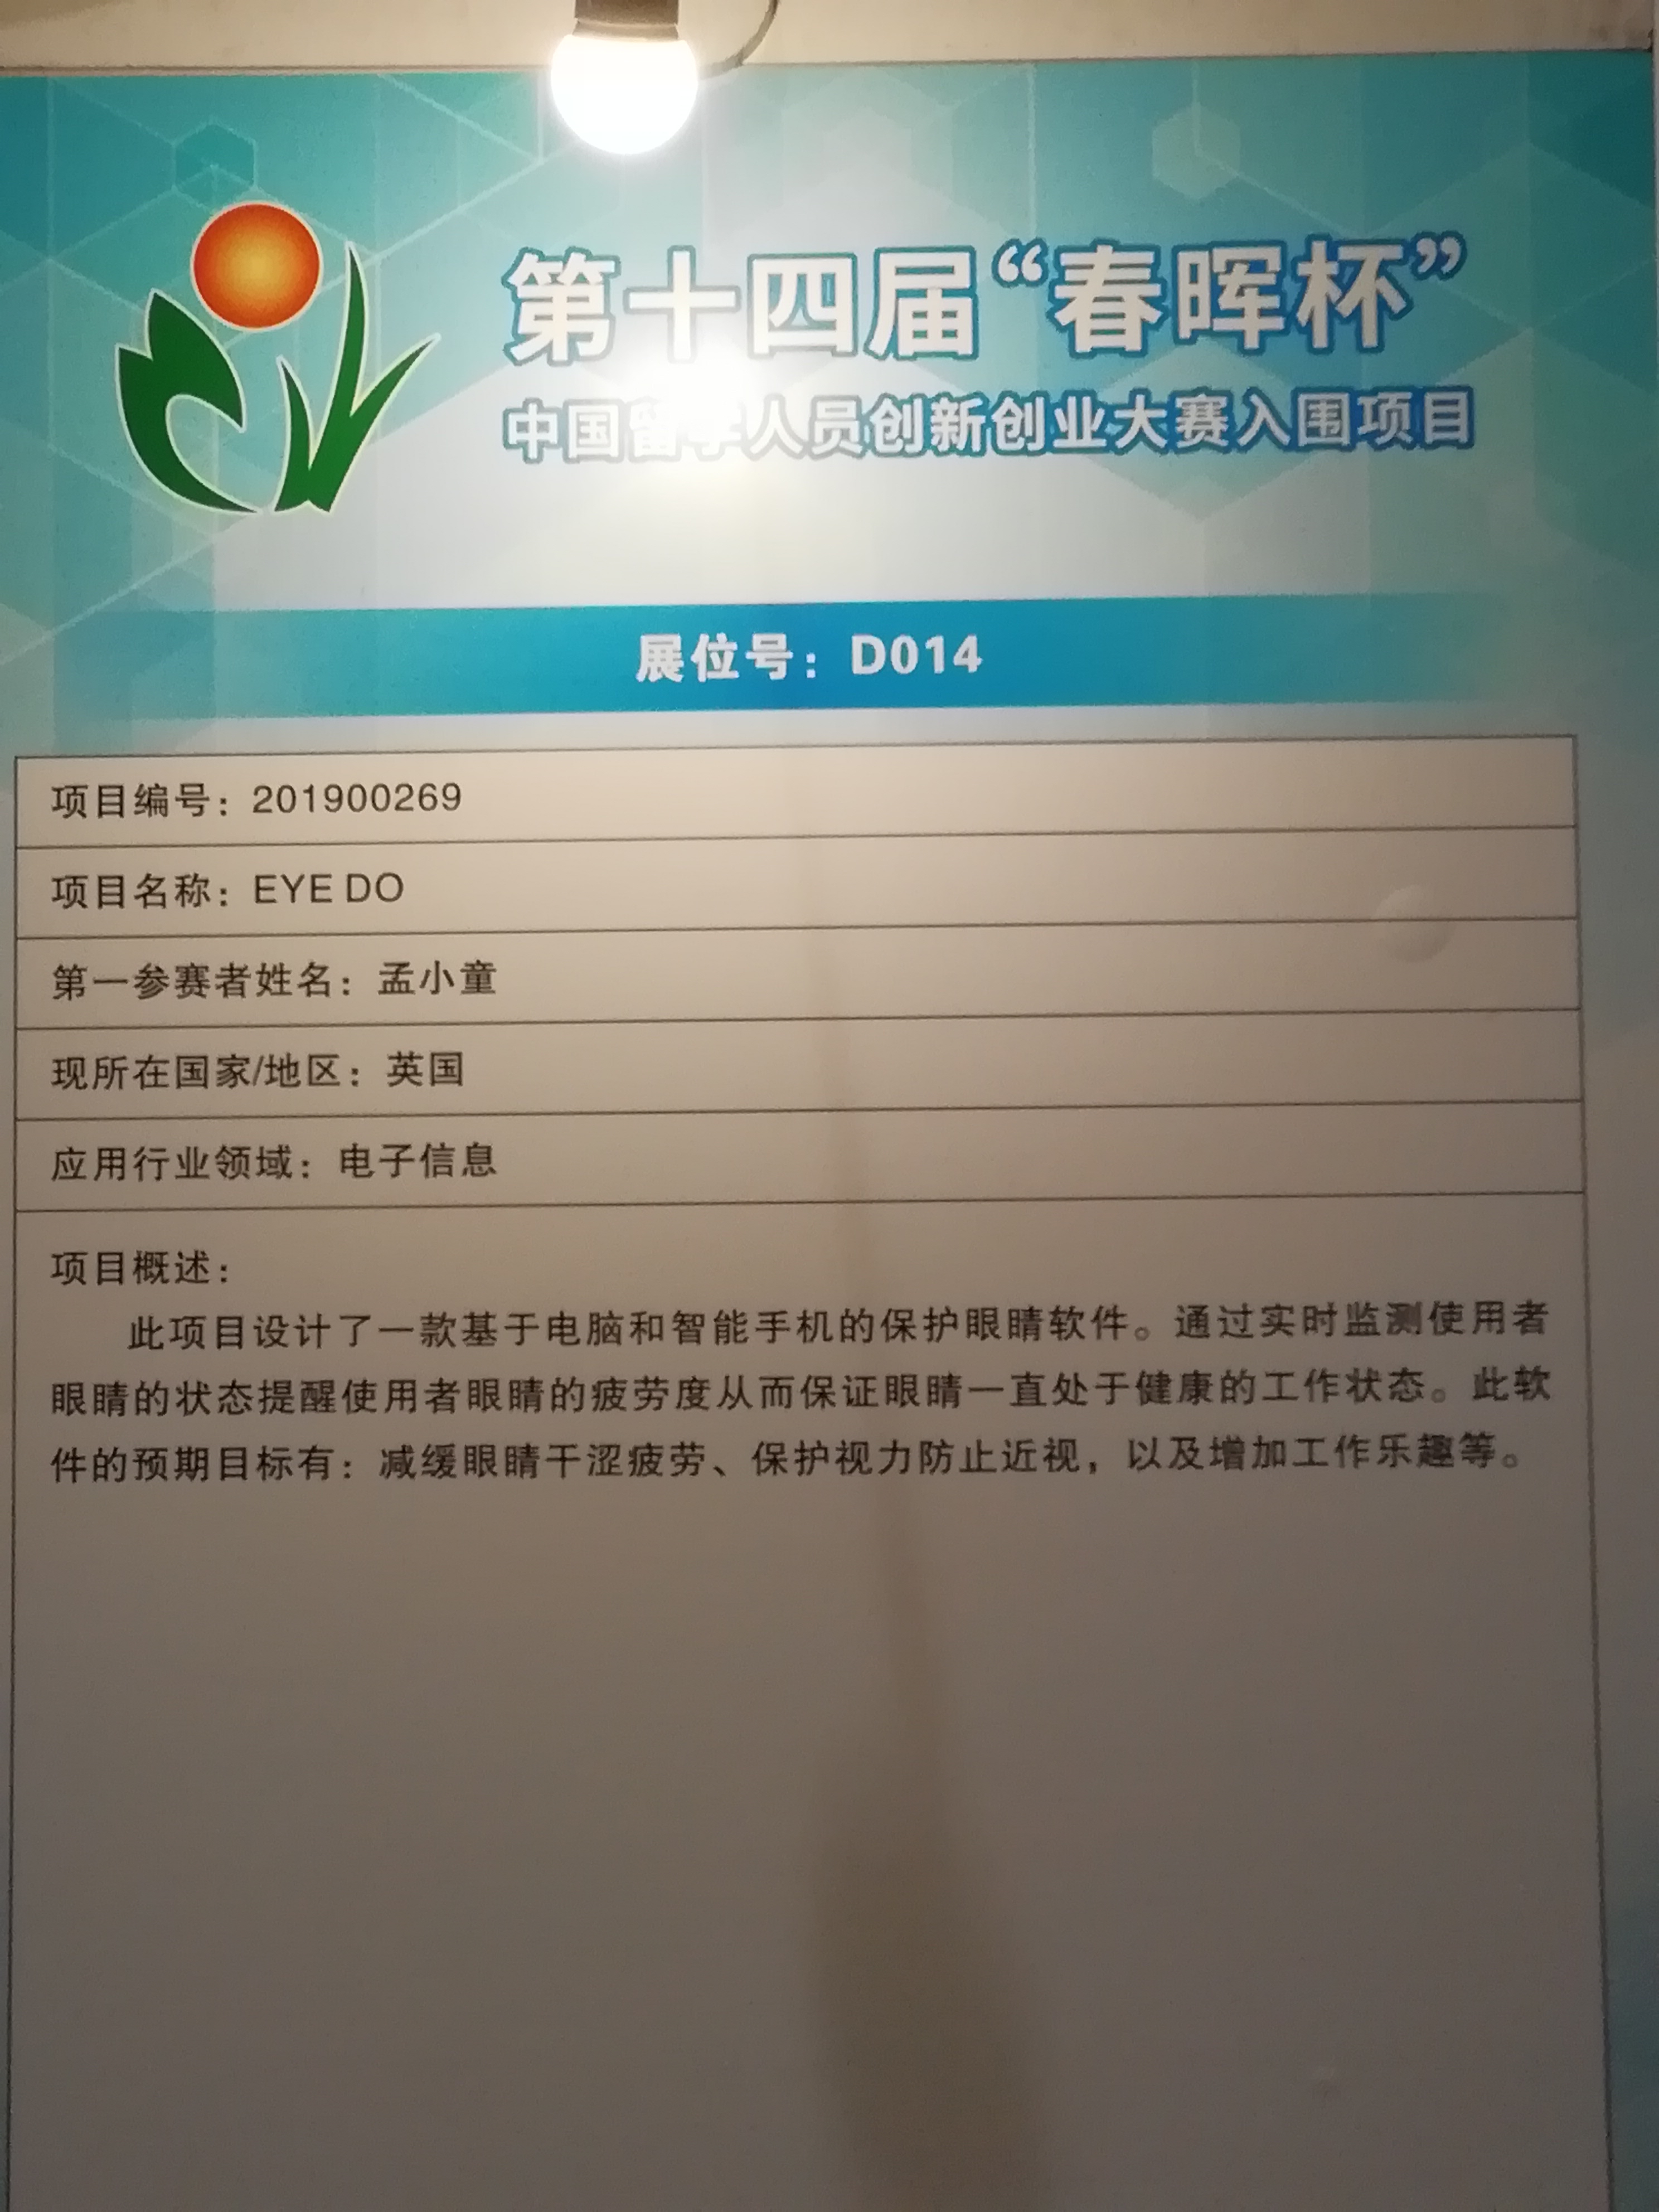 第十四届“春晖杯”
中国留学人员创新创业大赛入围项目
展位号：D014
项目编号：201900269
项目名称：EYE DO
第一参赛者姓名：孟小童
现所在国家/地区：英国
应用行业领域：电子信息
项目概述：
此项目设计了一款基于电脑和智能手机的保护眼睛软件。通过实时监测使用者
眼睛的状态提醒使用者眼睛的疲劳度从而保证眼睛一直处于健康的工作状态。此软
件的预期目标有：减缓眼睛干涩疲劳、保护视力防止近视，以及增加工作乐趣等。